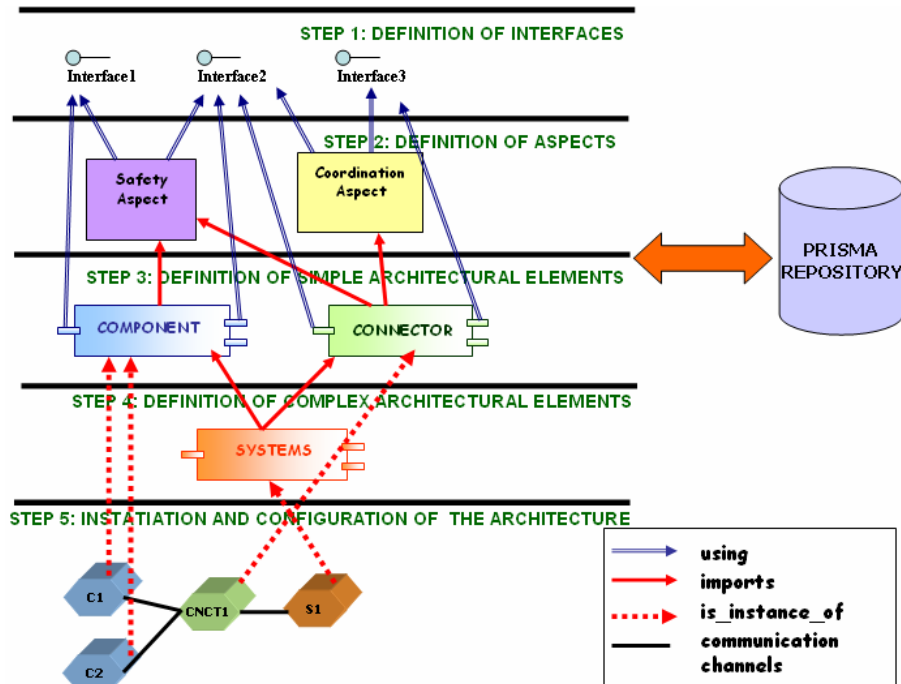 STEP 1: DEFINITION OF INTERFACES
Interface1
Interface2
Interface3
STEP 2: DEFINITION OF ASPECTS
Safety
Aspect
Coordination
Aspect
PRISMA
REPOSITORY
STEP 3: DEFINITION OF SIMPLE ARCHITECTURAL ELEMENTS
COMPONENT
CONNECTOR
STEP 4: DEFINITION OF COMPLEX ARCHITECTURAL ELEMENTS
SYSTEMS
STEP 5: INSTATIATION AND CONFIGURATION OF THE ARCHITECTURE
C1
CNCT1
S1
C2
using
imports
is_instance_of
communication
channels